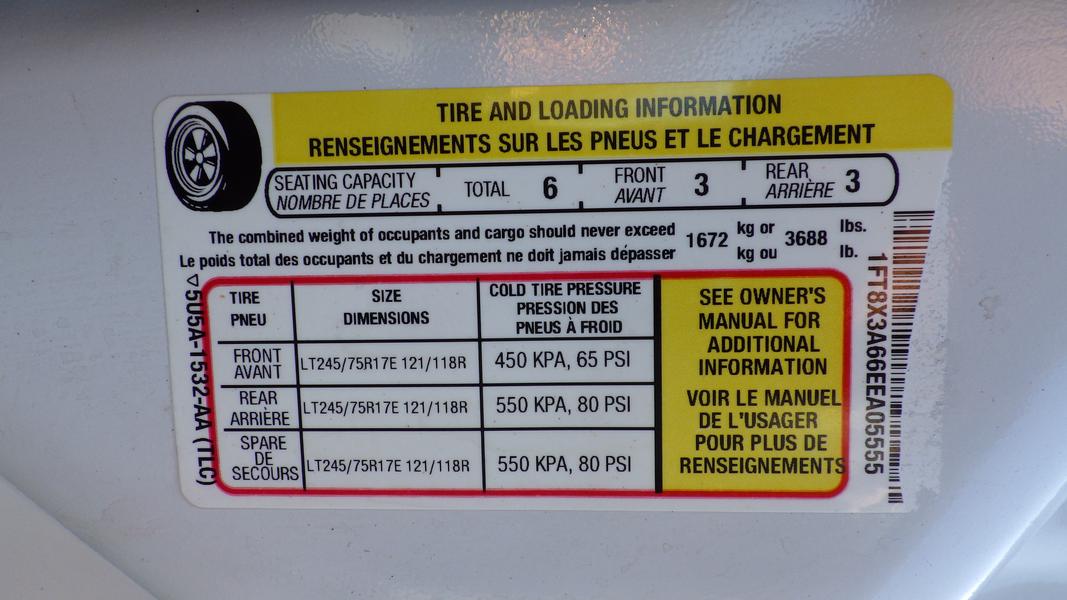 TIRE AND LOADING INFORMATION
RENSEIGNEMENTS SUR LES PNEUS ET LE CHARGEMENT
SEATING CAPACITY
NOMBRE DE PLACES
TOTAL 6
FRONT
AVANT
3
REAR
ARRIÈRE
3
The combined weight of occupants and cargo should never exceed 1672 kg or 3688 lbs.
Le poids total des occupants et du chargement ne doit jamais dépasser kg ou lb.
TIRE
PNEU
SIZE
DIMENSIONS
COLD TIRE PRESSURE
PRESSION DES
PNEUS À FROID
FRONT
AVANT
LT245/75R17E 121/118R
450 KPA, 65 PSI
REAR
ARRIÈRE
LT245/75R17E 121/118R
550 KPA, 80 PSI
SPARE
DE
SECOURS
LT245/75R17E 121/118R
550 KPA, 80 PSI
SEE OWNER'S
MANUAL FOR
ADDITIONAL
INFORMATION
VOIR LE MANUEL
DE L'USAGER
POUR PLUS DE
RENSEIGNEMENTS
5U5A-1532-AA (TLC)
1FT8X3A66EEA05555